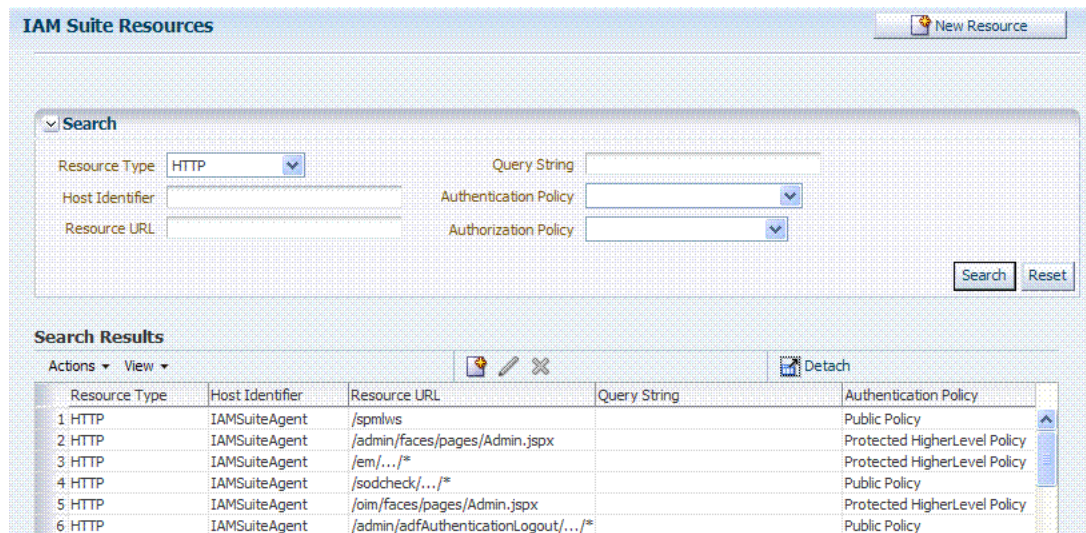 IAM Suite Resources
New Resource
Search
Resource Type HTTP Query String
Host Identifier Authentication Policy
Resource URL Authorization Policy
Search Reset
Search Results
Actions View Detach
Resource Type Host Identifier Resource URL Query String Authentication Policy
1 HTTP IAMSuiteAgent /spmlws Public Policy
2 HTTP IAMSuiteAgent /admin/faces/pages/Admin.jspx Protected HigherLevel Policy
3 HTTP IAMSuiteAgent /em/.../* Protected HigherLevel Policy
4 HTTP IAMSuiteAgent /sodcheck/.../* Public Policy
5 HTTP IAMSuiteAgent /oim/faces/pages/Admin.jspx Protected HigherLevel Policy
6 HTTP IAMSuiteAgent /admin/adfAuthenticationLogout/.../* Public Policy